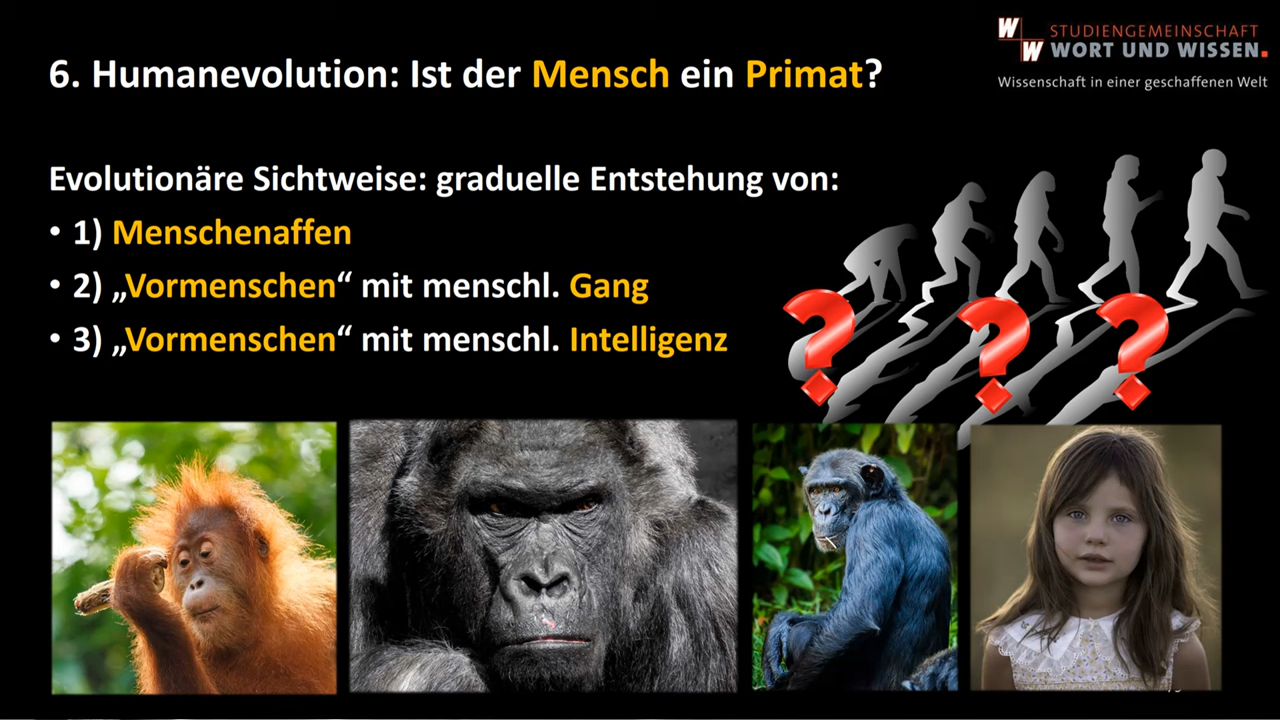 W
W
STUDIENGEMEINSCHAFT
WORT UND WISSEN.
Wissenschaft in einer geschaffenen Welt
6. Humanevolution: Ist der Mensch ein Primat?
Evolutionäre Sichtweise: graduelle Entstehung von:
• 1) Menschenaffen
• 2) „Vormenschen“ mit menschl. Gang
• 3) „Vormenschen“ mit menschl. Intelligenz
? ? ?